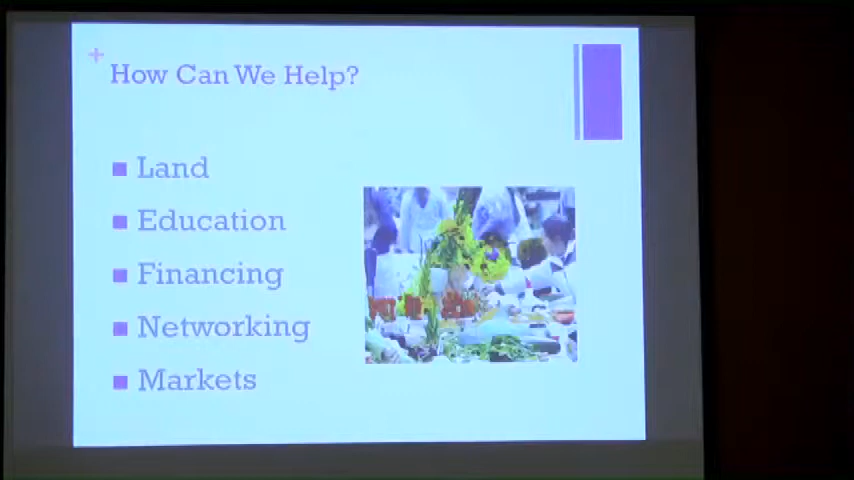 +
How Can We Help?
Land
Education
Financing
Networking
Markets